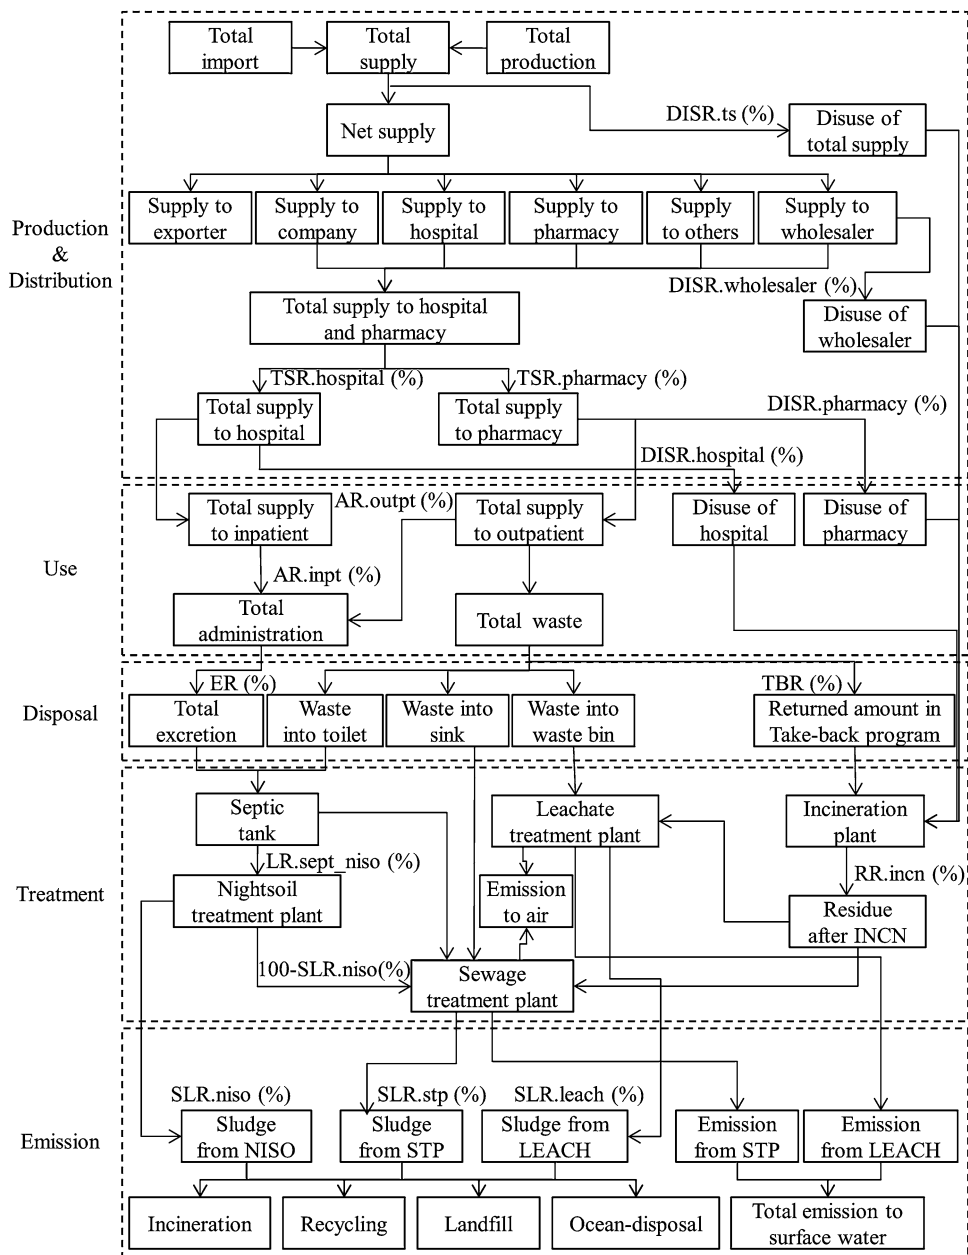 Total
import
Total
supply
Total
production
Net supply
DISR.ts (%)
Disuse of
total supply
Production
&
Distribution
Supply to
exporter
Supply to
company
Supply to
hospital
Supply to
pharmacy
Supply
to others
Supply to
wholesaler
DISR.wholesaler (%)
Total supply to hospital
and pharmacy
Disuse of
wholesaler
TSR.hospital (%)
TSR.pharmacy (%)
Total supply
to hospital
Total supply
to pharmacy
DISR.pharmacy (%)
DISR.hospital (%)
Use
Total supply
to inpatient
AR.outpt (%)
Total supply
to outpatient
Disuse of
hospital
Disuse of
pharmacy
AR.inpt (%)
Total
administration
Total waste
Disposal
ER (%)
TBR (%)
Total
excretion
Waste
into toilet
Waste into
sink
Waste into
waste bin
Returned amount in
Take-back program
Treatment
Septic
tank
Leachate
treatment plant
Incineration
plant
LR.sept_niso (%)
RR.incn (%)
Nightsoil
treatment plant
Emission
to air
Residue
after INCN
100-SLR.niso(%)
Sewage
treatment plant
Emission
SLR.niso (%)
SLR.stp (%)
SLR.leach (%)
Sludge
from NISO
Sludge
from STP
Sludge from
LEACH
Emission
from STP
Emission
from LEACH
Incineration
Recycling
Landfill
Ocean-disposal
Total emission to
surface water